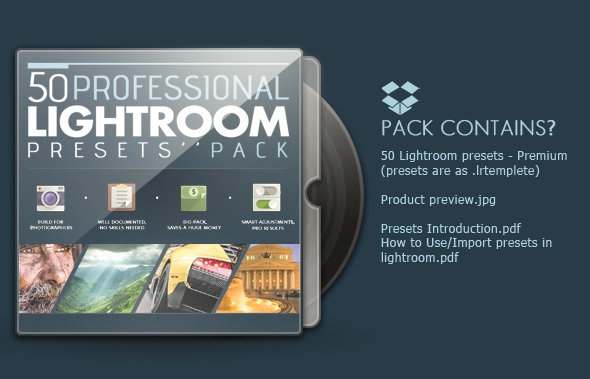 50 PROFESSIONAL
LIGHTROOM
PRESETS'' PACK
BUILD FOR
PHOTOGRAPHERS
WELL DOCUMENTED,
NO SKILLS NEEDED
BIG PACK,
SAVES A HUGE MONEY
SMART ADJUSTMENTS,
PRO RESULTS
PACK CONTAINS?
50 Lightroom presets - Premium
(presets are as .lrtemplete)
Product preview.jpg
Presets Introduction.pdf
How to Use/Import presets in
lightroom.pdf